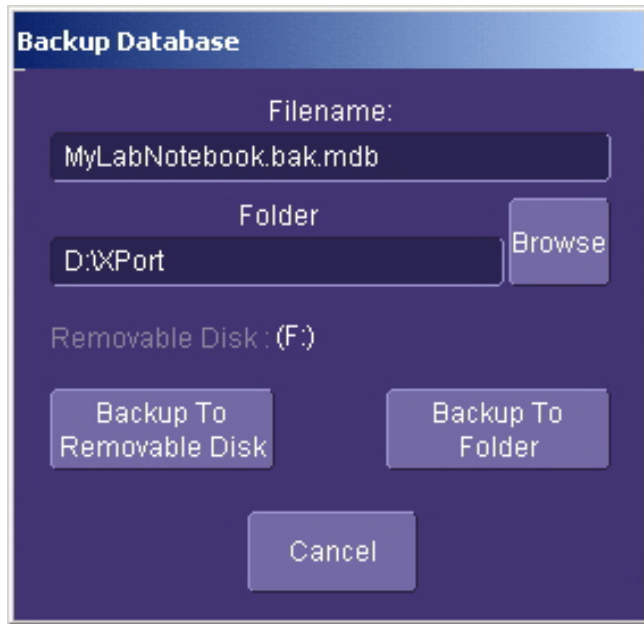 Backup Database
Filename:
MyLabNotebook.bak.mdb
Folder
Browse
D:\XPort
Removable Disk : (F:)
Backup To
Removable Disk
Backup To
Folder
Cancel